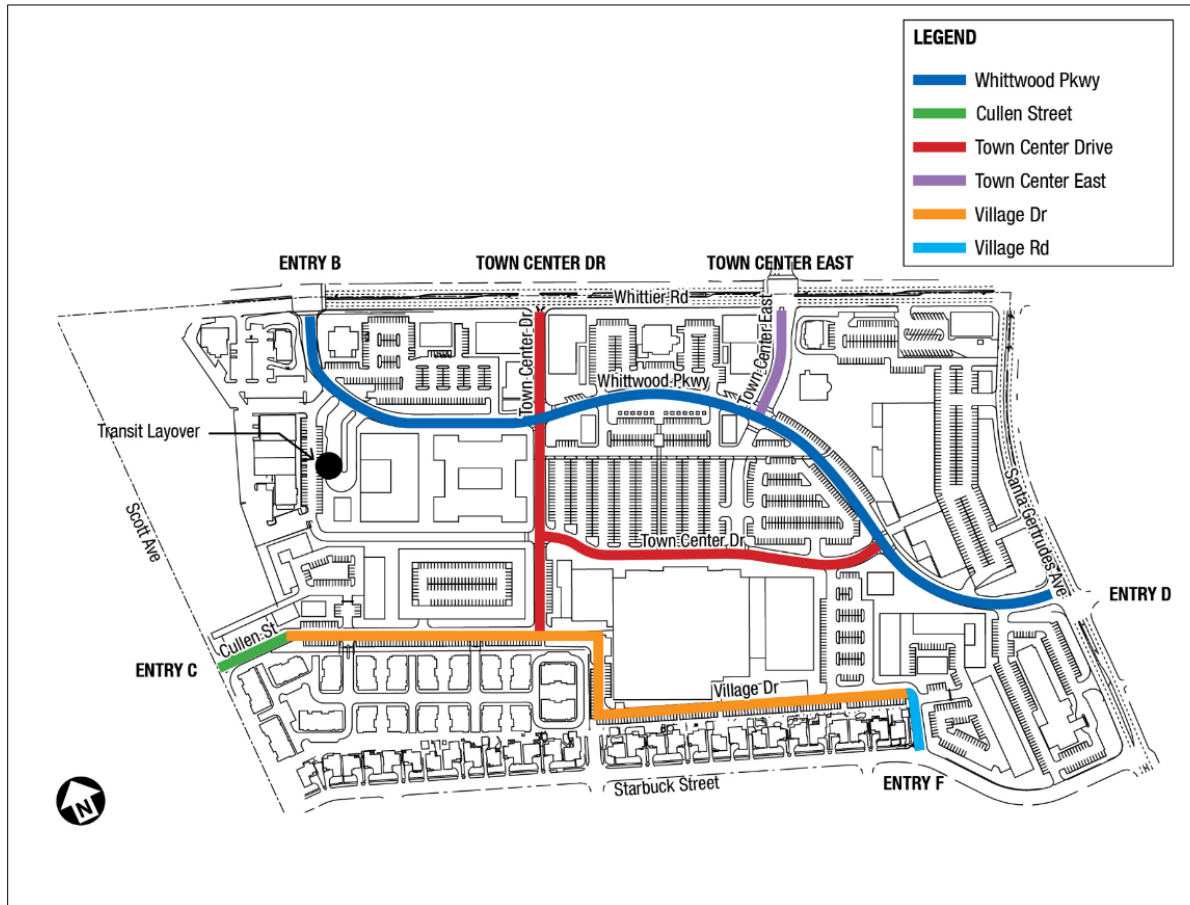 LEGEND
Whittwood Pkwy
Cullen Street
Town Center Drive
Town Center East
Village Dr
Village Rd
ENTRY B
TOWN CENTER DR
TOWN CENTER EAST
Whittier Rd
Town Center Dr
Town Center East
Whittwood Pkwy
Transit Layover
Scott Ave
Santa Gertrudes Ave
Town Center Dr
ENTRY D
Cullen St
ENTRY C
Village Dr
Starbuck Street
ENTRY F
N